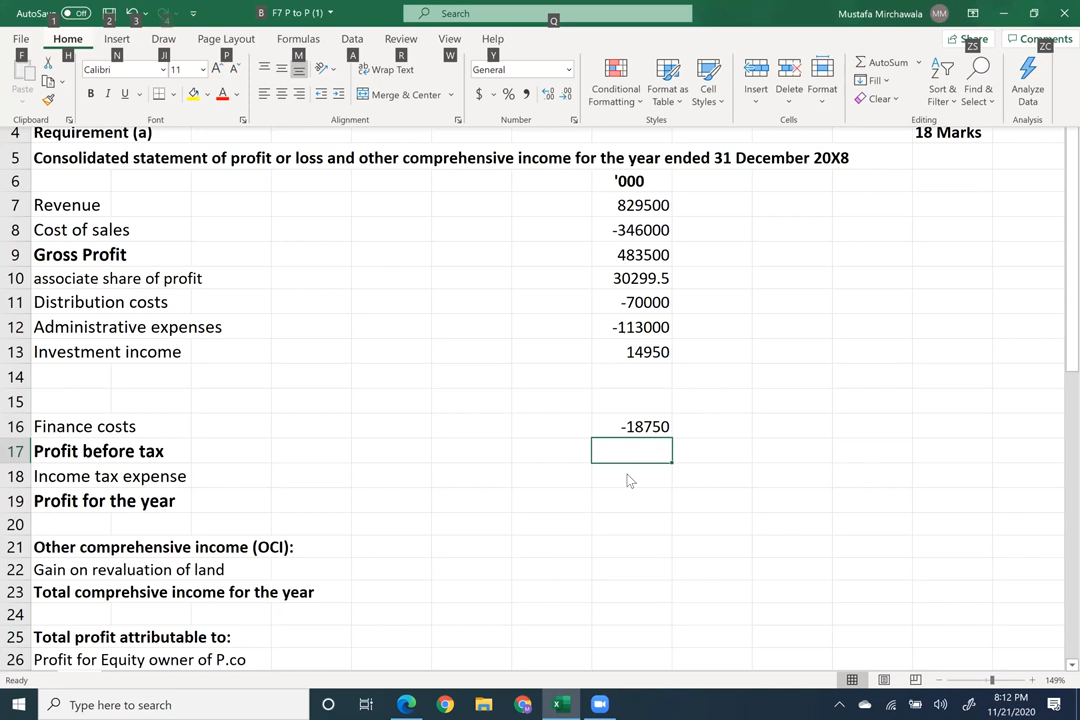 AutoSave Off F7 P to P (1) Search Mustafa Mirchawala MM
1 2 3 4 Q
File Home Insert Draw Page Layout Formulas Data Review View Help Share Comments
F H N JI P M A R W Y ZS ZC
Paste Calibri 11 A A Wrap Text General Conditional Formatting Format as Table Cell Styles Insert Delete Format AutoSum Fill Clear Sort & Filter Find & Select Analyze Data
B I U A Merge & Center $ % ,
Clipboard Font Alignment Number Styles Cells Editing Analysis
4 Requirement (a) 18 Marks
5 Consolidated statement of profit or loss and other comprehensive income for the year ended 31 December 20X8
6 '000
7 Revenue 829500
8 Cost of sales -346000
9 Gross Profit 483500
10 associate share of profit 30299.5
11 Distribution costs -70000
12 Administrative expenses -113000
13 Investment income 14950
14
15
16 Finance costs -18750
17 Profit before tax
18 Income tax expense
19 Profit for the year
20
21 Other comprehensive income (OCI):
22 Gain on revaluation of land
23 Total comprehsive income for the year
24
25 Total profit attributable to:
26 Profit for Equity owner of P.co
Ready 149%
Type here to search 8:12 PM
11/21/2020